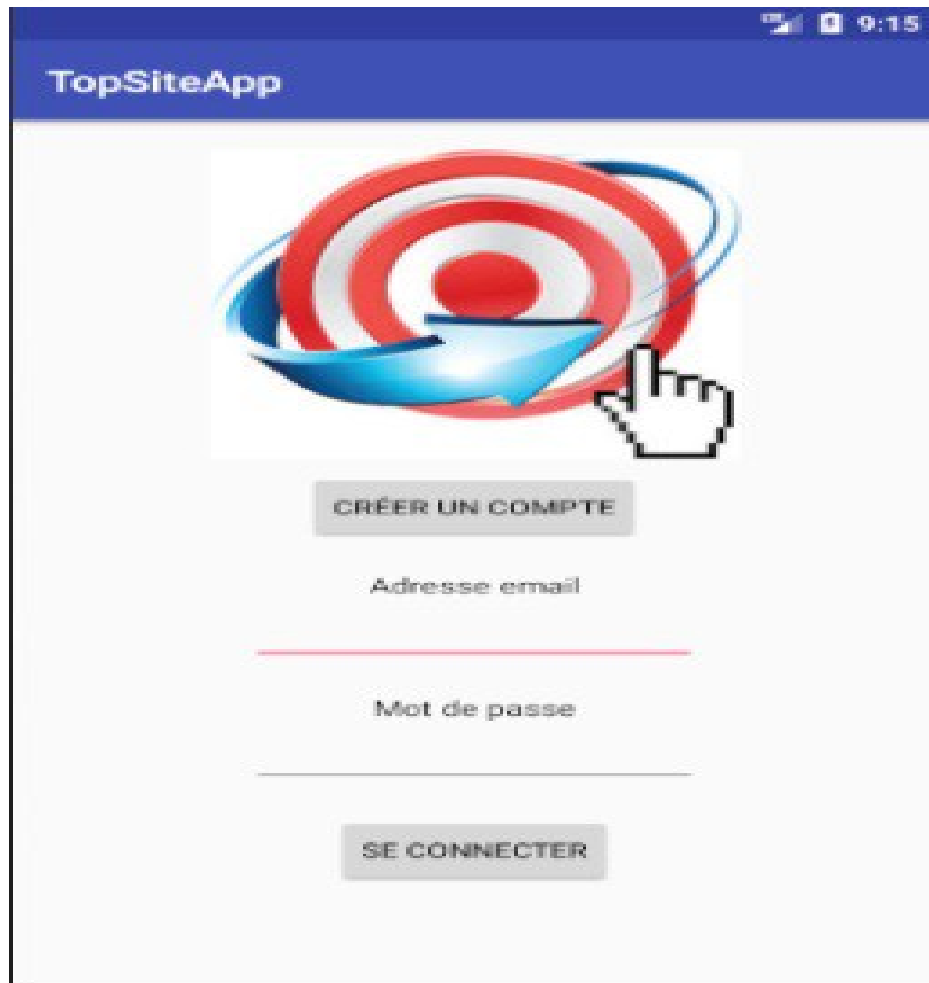 9:15
TopSiteApp
CRÉER UN COMPTE
Adresse email
Mot de passe
SE CONNECTER